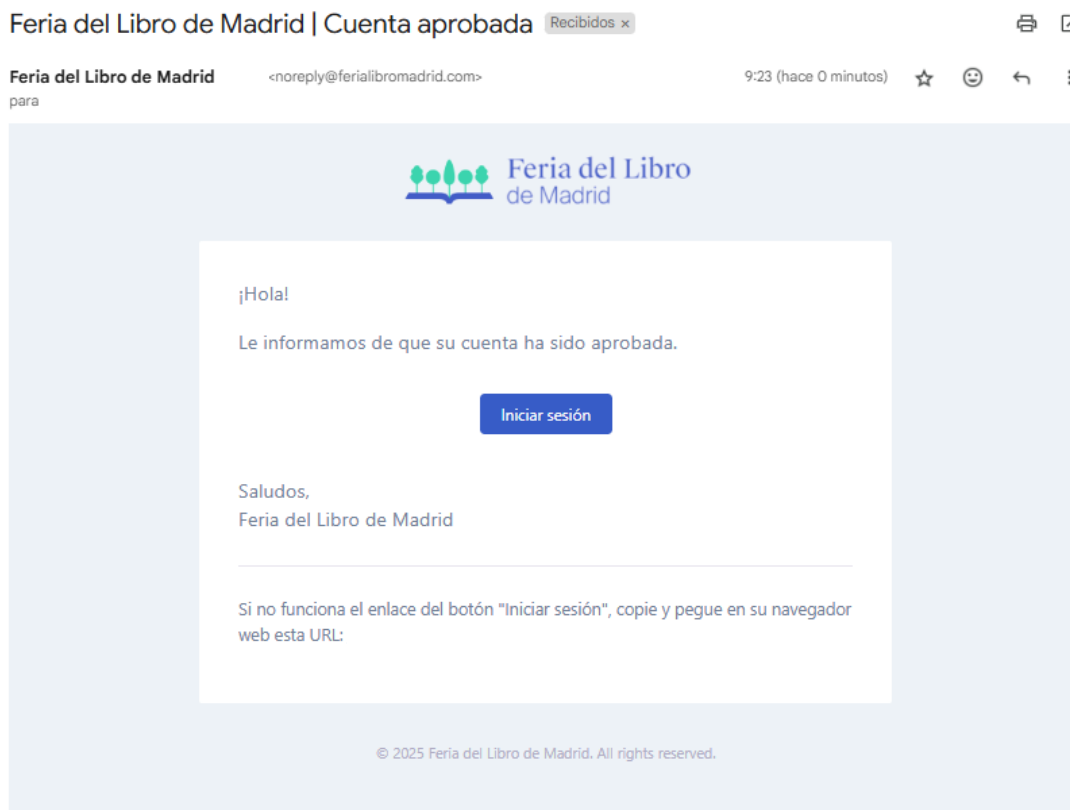 Feria del Libro de Madrid | Cuenta aprobada Recibidos ×
Feria del Libro de Madrid <noreply@ferialibromadrid.com> 9:23 (hace 0 minutos)
para
Feria del Libro
de Madrid
¡Hola!
Le informamos de que su cuenta ha sido aprobada.
Iniciar sesión
Saludos,
Feria del Libro de Madrid
Si no funciona el enlace del botón "Iniciar sesión", copie y pegue en su navegador
web esta URL:
© 2025 Feria del Libro de Madrid. All rights reserved.